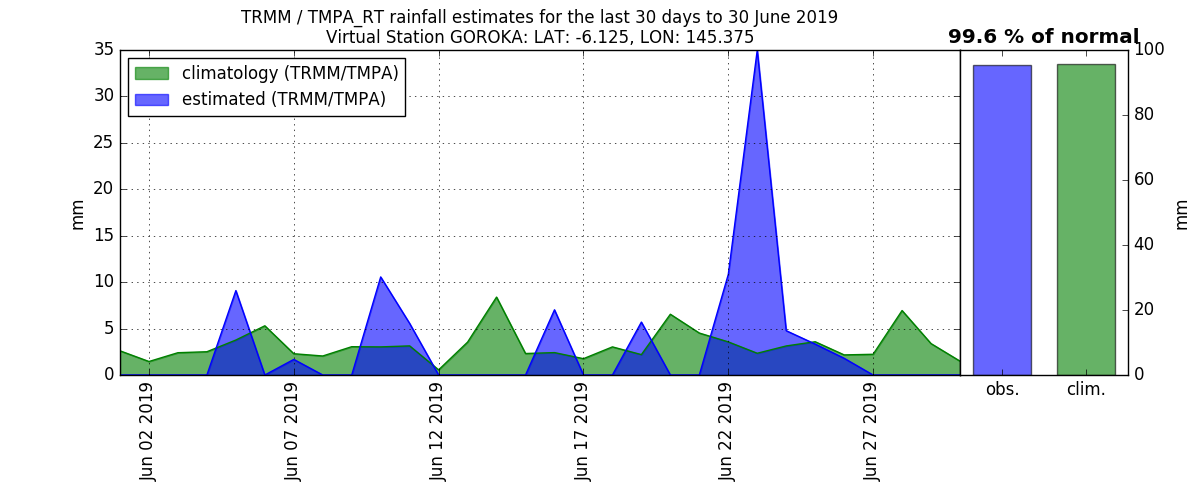 TRMM / TMPA_RT rainfall estimates for the last 30 days to 30 June 2019
Virtual Station GOROKA: LAT: -6.125, LON: 145.375
99.6 % of normal
climatology (TRMM/TMPA)
estimated (TRMM/TMPA)
35
30
25
20
15
10
5
0
mm
Jun 02 2019
Jun 07 2019
Jun 12 2019
Jun 17 2019
Jun 22 2019
Jun 27 2019
obs.
clim.
100
80
60
40
20
0
mm